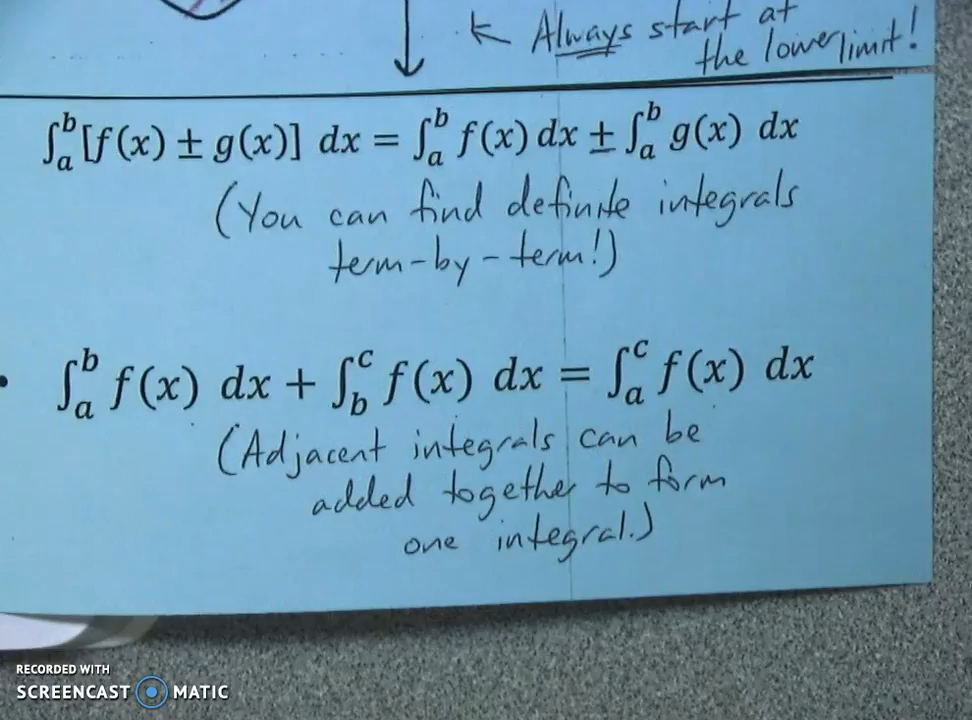 ← Always start at
the lower limit!
∫ₐᵇ [f(x) ± g(x)] dx = ∫ₐᵇ f(x) dx ± ∫ₐᵇ g(x) dx
(You can find definite integrals
term-by-term!)
• ∫ₐᵇ f(x) dx + ∫_b^c f(x) dx = ∫ₐᶜ f(x) dx
(Adjacent integrals can be
added together to form
one integral.)
RECORDED WITH
SCREENCAST MATIC